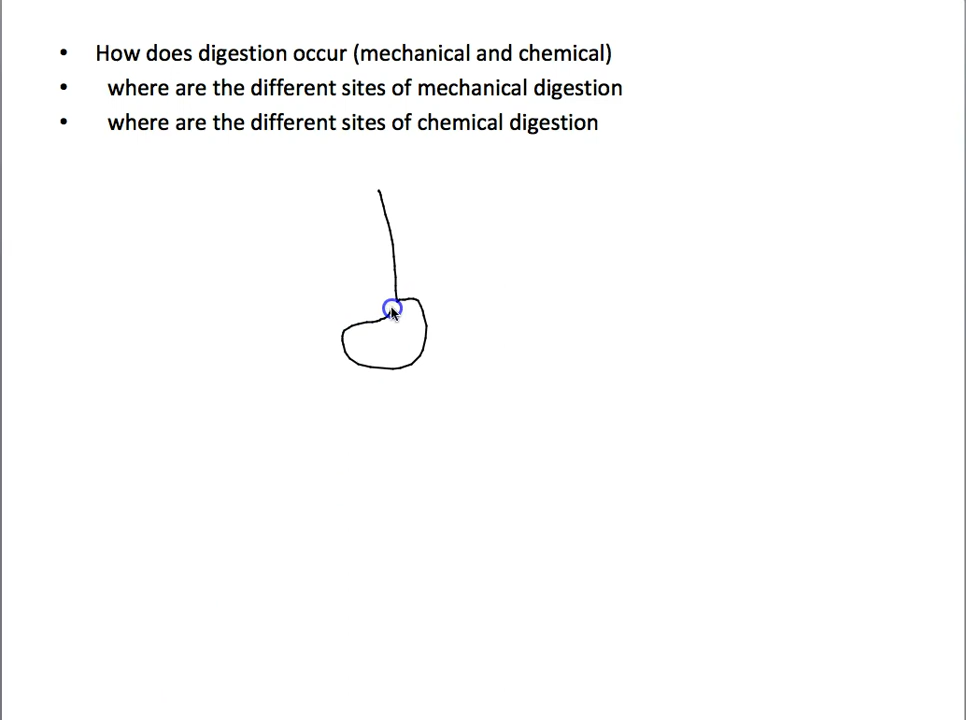 • How does digestion occur (mechanical and chemical)
• where are the different sites of mechanical digestion
• where are the different sites of chemical digestion